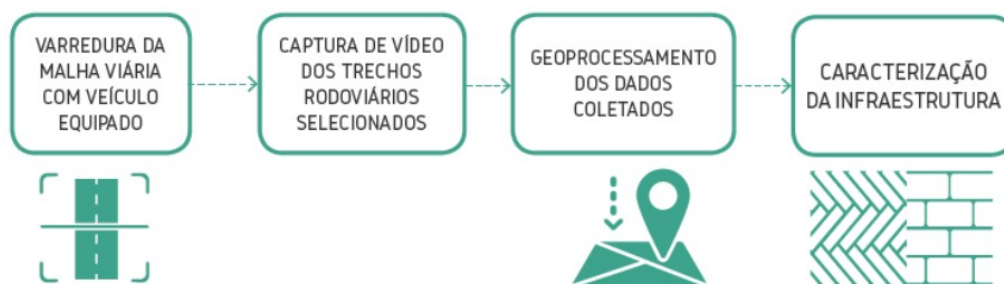 VARREDURA DA
MALHA VIÁRIA
COM VEÍCULO
EQUIPADO
CAPTURA DE VÍDEO
DOS TRECHOS
RODOVIÁRIOS
SELECIONADOS
GEOPROCESSAMENTO
DOS DADOS
COLETADOS
CARACTERIZAÇÃO
DA INFRAESTRUTURA